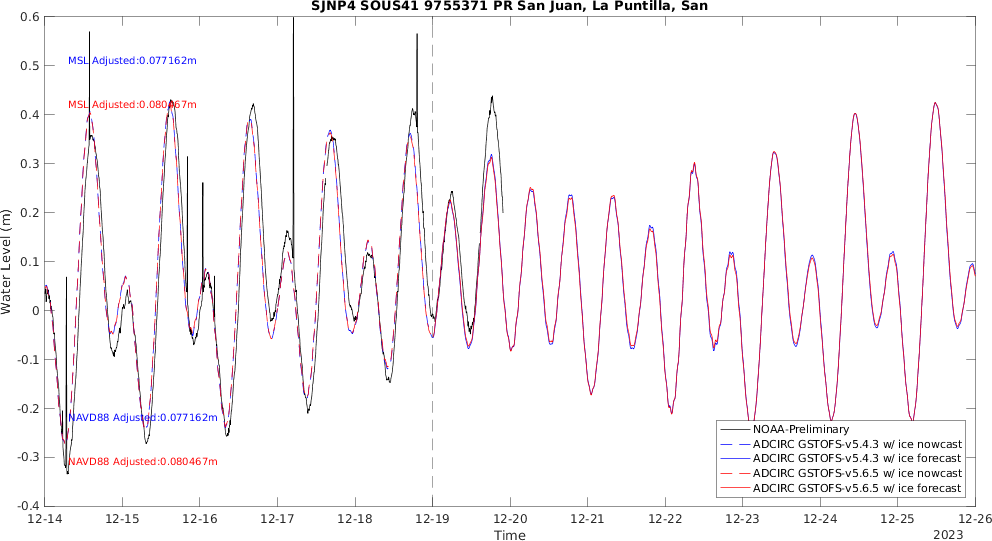 SJNP4 SOUS41 9755371 PR San Juan, La Puntilla, San
0.6
0.5
0.4
0.3
0.2
0.1
0
-0.1
-0.2
-0.3
-0.4
Water Level (m)
MSL Adjusted:0.077162m
MSL Adjusted:0.080467m
NAVD88 Adjusted:0.077162m
NAVD88 Adjusted:0.080467m
NOAA-Preliminary
ADCIRC GSTOFS-v5.4.3 w/ ice nowcast
ADCIRC GSTOFS-v5.4.3 w/ ice forecast
ADCIRC GSTOFS-v5.6.5 w/ ice nowcast
ADCIRC GSTOFS-v5.6.5 w/ ice forecast
12-14 12-15 12-16 12-17 12-18 12-19 12-20 12-21 12-22 12-23 12-24 12-25 12-26
Time
2023